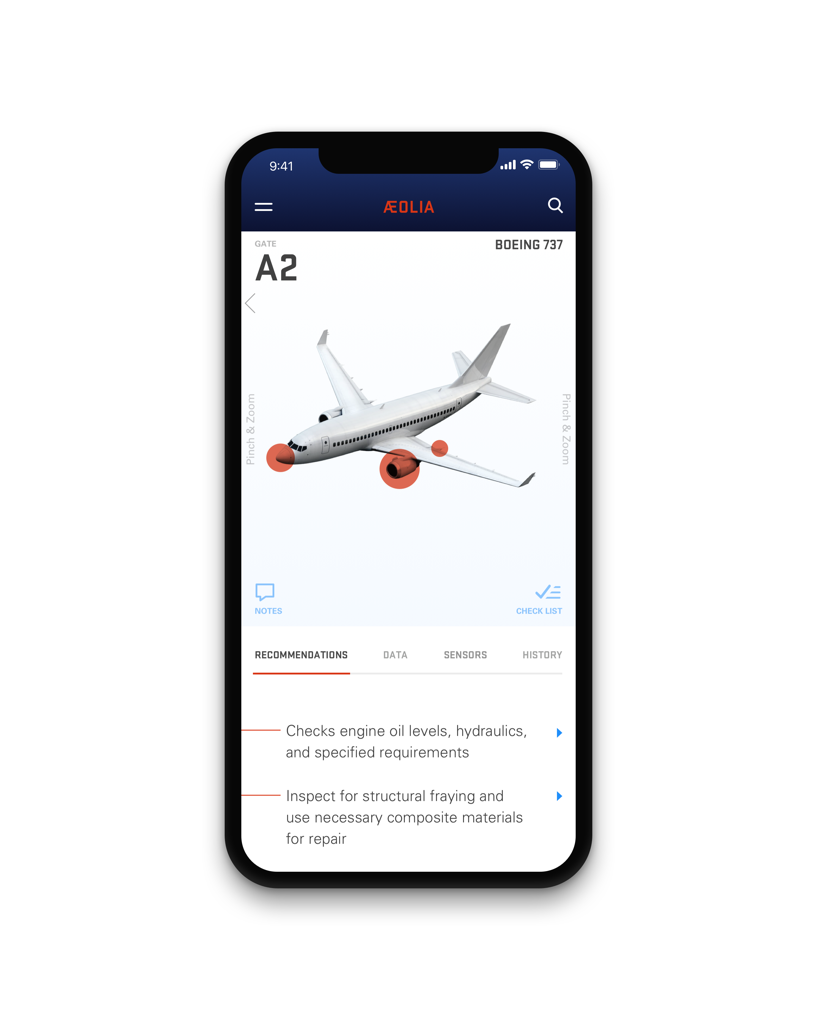 9:41
ÆOLIA
GATE
BOEING 737
A2
Pinch & Zoom
Pinch & Zoom
NOTES
CHECK LIST
RECOMMENDATIONS
DATA
SENSORS
HISTORY
Checks engine oil levels, hydraulics,
and specified requirements
Inspect for structural fraying and
use necessary composite materials
for repair